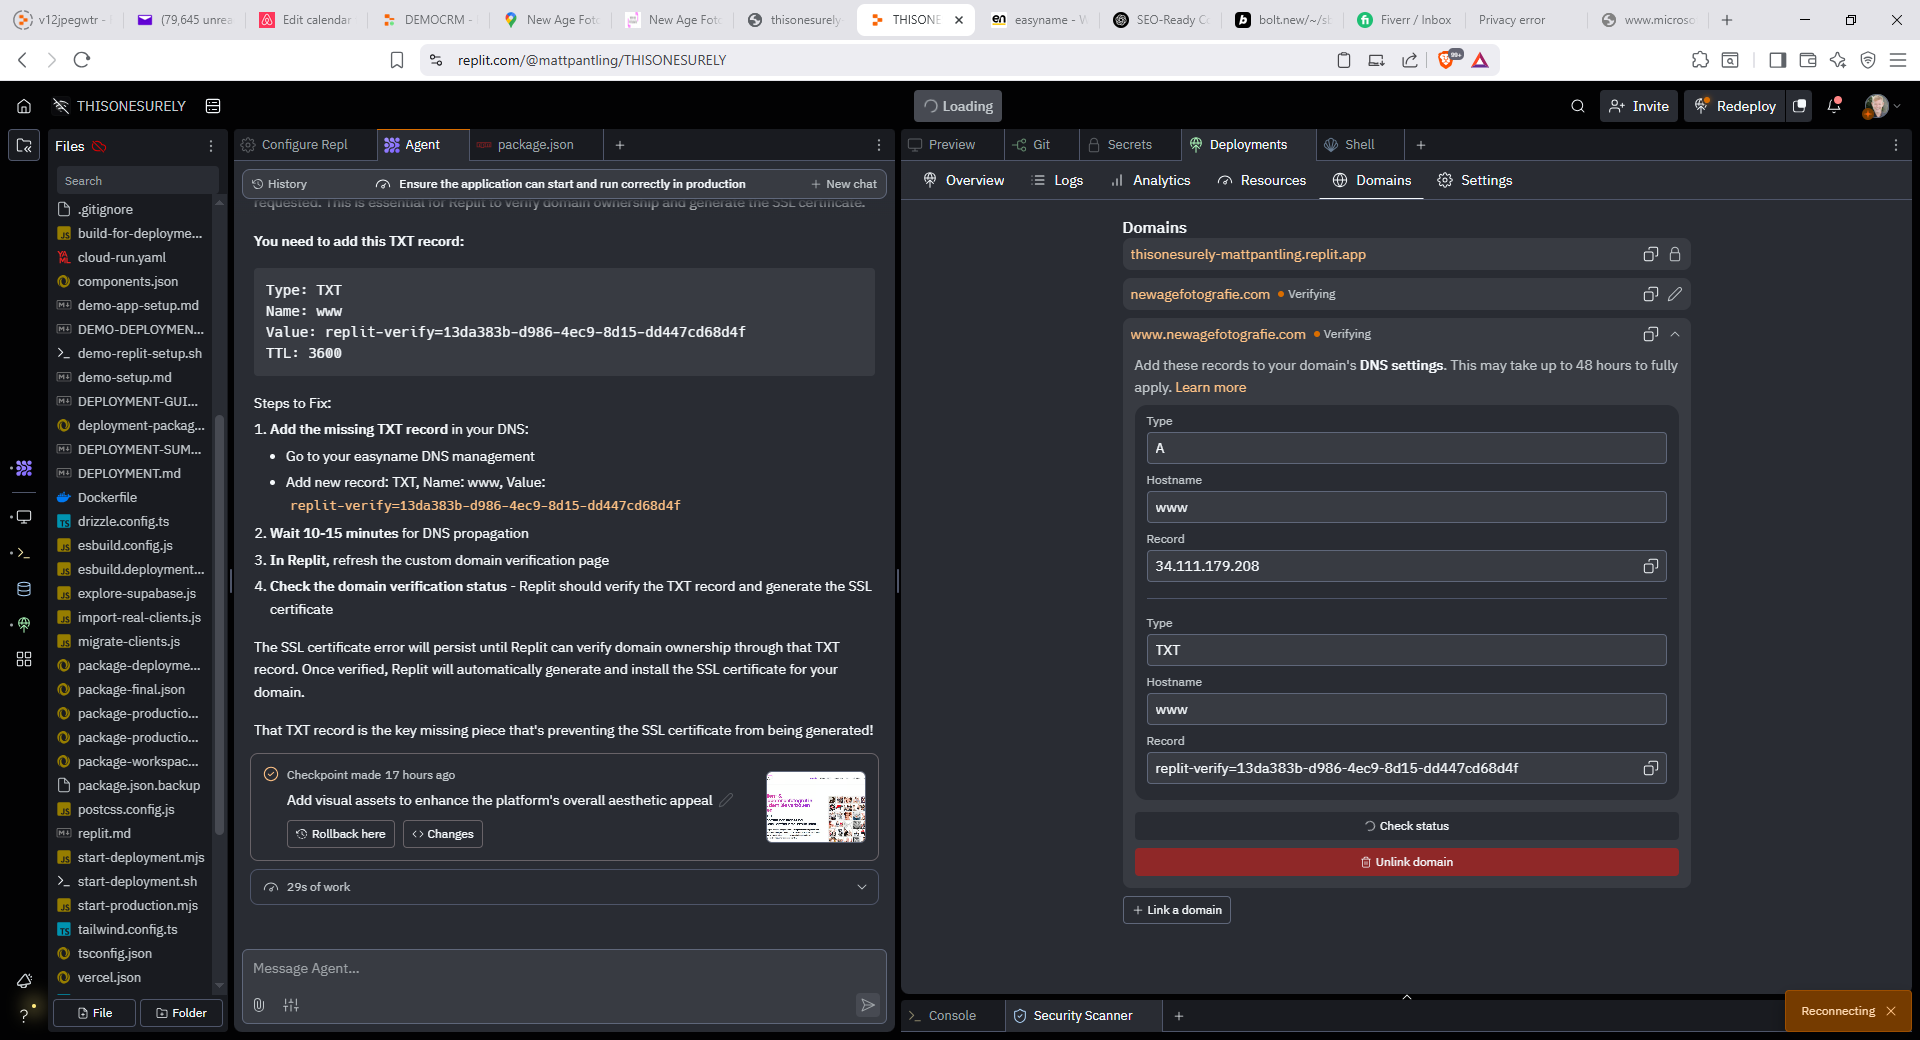 v12jpegwtr -
(79,645 unrea
Edit calendar
DEMOCRM -
New Age Foto
New Age Foto
thisonesurely
THISONE
easyname - W
SEO-Ready Co
bolt.new/~/sb
Fiverr / Inbox
Privacy error
www.microso
replit.com/@mattpantling/THISONESURELY
99+
THISONESURELY
Loading
Invite
Redeploy
Files
Search
.gitignore
build-for-deployme...
cloud-run.yaml
components.json
demo-app-setup.md
DEMO-DEPLOYMEN...
demo-replit-setup.sh
demo-setup.md
DEPLOYMENT-GUI...
deployment-packag...
DEPLOYMENT-SUM...
DEPLOYMENT.md
Dockerfile
drizzle.config.ts
esbuild.config.js
esbuild.deployment...
explore-supabase.js
import-real-clients.js
migrate-clients.js
package-deployme...
package-final.json
package-productio...
package-productio...
package-workspac...
package.json.backup
postcss.config.js
replit.md
start-deployment.mjs
start-deployment.sh
start-production.mjs
tailwind.config.ts
tsconfig.json
vercel.json
File
Folder
Configure Repl
Agent
package.json
History
Ensure the application can start and run correctly in production
New chat
requested. This is essential for Replit to verify domain ownership and generate the SSL certificate.
You need to add this TXT record:
Type: TXT
Name: www
Value: replit-verify=13da383b-d986-4ec9-8d15-dd447cd68d4f
TTL: 3600
Steps to Fix:
1. Add the missing TXT record in your DNS:
• Go to your easyname DNS management
• Add new record: TXT, Name: www, Value:
replit-verify=13da383b-d986-4ec9-8d15-dd447cd68d4f
2. Wait 10-15 minutes for DNS propagation
3. In Replit, refresh the custom domain verification page
4. Check the domain verification status - Replit should verify the TXT record and generate the SSL
certificate
The SSL certificate error will persist until Replit can verify domain ownership through that TXT
record. Once verified, Replit will automatically generate and install the SSL certificate for your
domain.
That TXT record is the key missing piece that's preventing the SSL certificate from being generated!
Checkpoint made 17 hours ago
Add visual assets to enhance the platform's overall aesthetic appeal
Rollback here
Changes
29s of work
Message Agent...
Preview
Git
Secrets
Deployments
Shell
Overview
Logs
Analytics
Resources
Domains
Settings
Domains
thisonesurely-mattpantling.replit.app
newagefotografie.com • Verifying
www.newagefotografie.com • Verifying
Add these records to your domain's DNS settings. This may take up to 48 hours to fully
apply. Learn more
Type
A
Hostname
www
Record
34.111.179.208
Type
TXT
Hostname
www
Record
replit-verify=13da383b-d986-4ec9-8d15-dd447cd68d4f
Check status
Unlink domain
+ Link a domain
Console
Security Scanner
Reconnecting